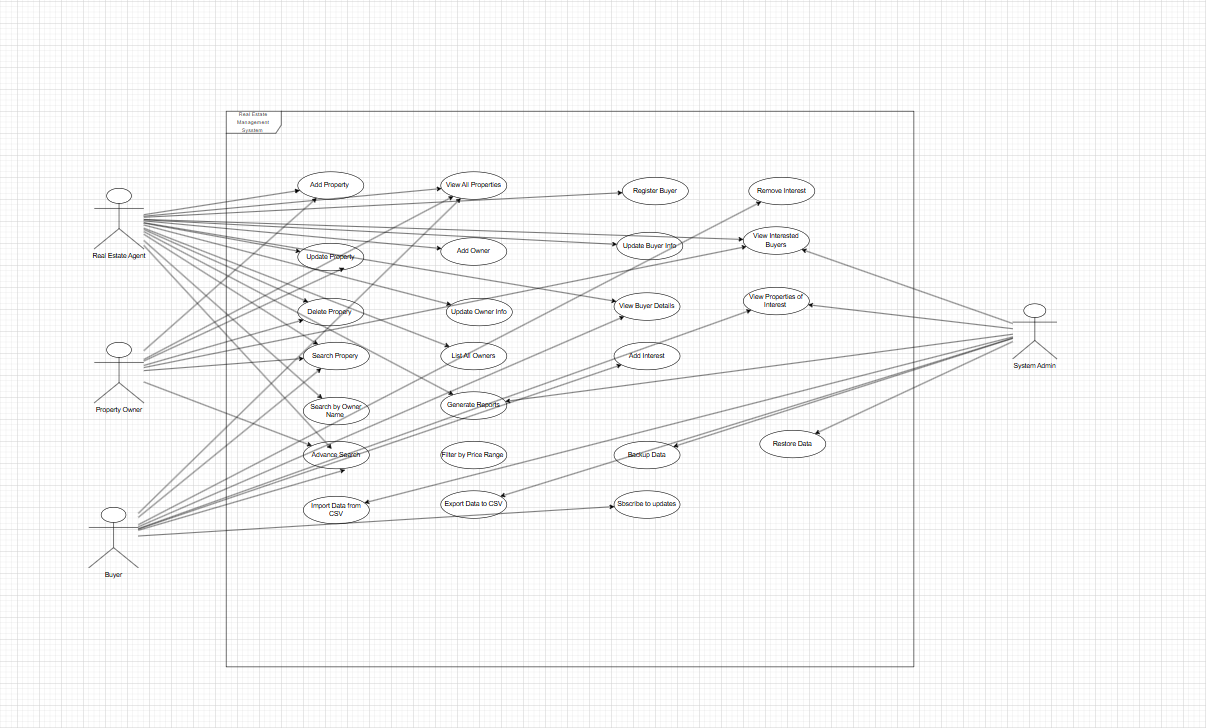 Real Estate
Management
Sysstem
Add Property
View All Properties
Register Buyer
Remove Interest
Real Estate Agent
Update Property
Add Owner
Update Buyer Info
View Interested
Buyers
Delete Propery
Update Owner Info
View Buyer Details
View Properties of
Interest
Search Propery
List All Owners
Add Interest
System Admin
Property Owner
Search by Owner
Name
Generate Reports
Advance Search
Filter by Price Range
Backup Data
Restore Data
Import Data from
CSV
Export Data to CSV
Sbscribe to updates
Buyer